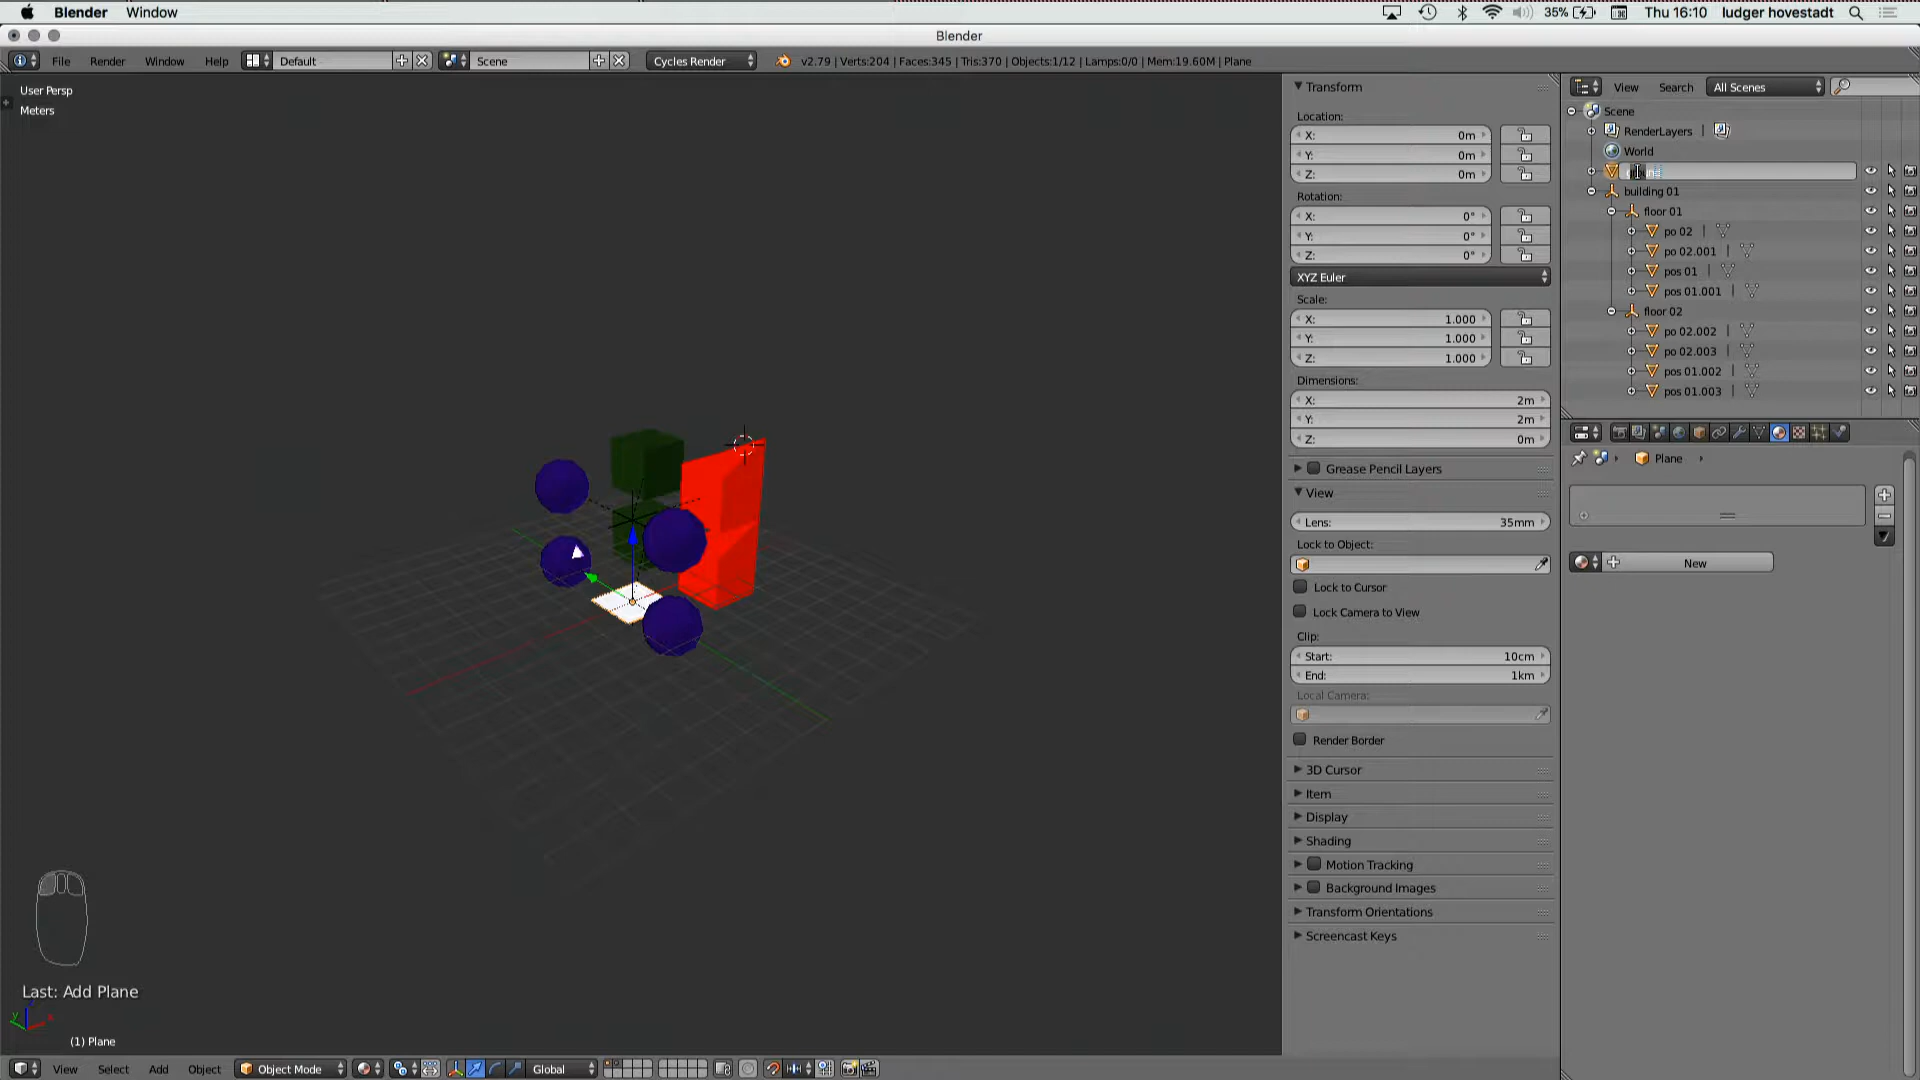 Blender Window
35% Thu 16:10 ludger hovestadt
Blender
File Render Window Help Default Scene Cycles Render v2.79 | Verts:204 | Faces:345 | Tris:370 | Objects:1/12 | Lamps:0/0 | Mem:19.60M | Plane
User Persp
Meters
Transform
Location:
X: 0m
Y: 0m
Z: 0m
Rotation:
X: 0°
Y: 0°
Z: 0°
XYZ Euler
Scale:
X: 1.000
Y: 1.000
Z: 1.000
Dimensions:
X: 2m
Y: 2m
Z: 0m
Grease Pencil Layers
View
Lens: 35mm
Lock to Object:
Lock to Cursor
Lock Camera to View
Clip:
Start: 10cm
End: 1km
Local Camera:
Render Border
3D Cursor
Item
Display
Shading
Motion Tracking
Background Images
Transform Orientations
Screencast Keys
View Search All Scenes
Scene
RenderLayers |
World
building 01
floor 01
po 02 |
po 02.001 |
pos 01 |
pos 01.001 |
floor 02
po 02.002 |
po 02.003 |
pos 01.002 |
pos 01.003 |
Plane
New
Last: Add Plane
y x
(1) Plane
View Select Add Object Object Mode Global